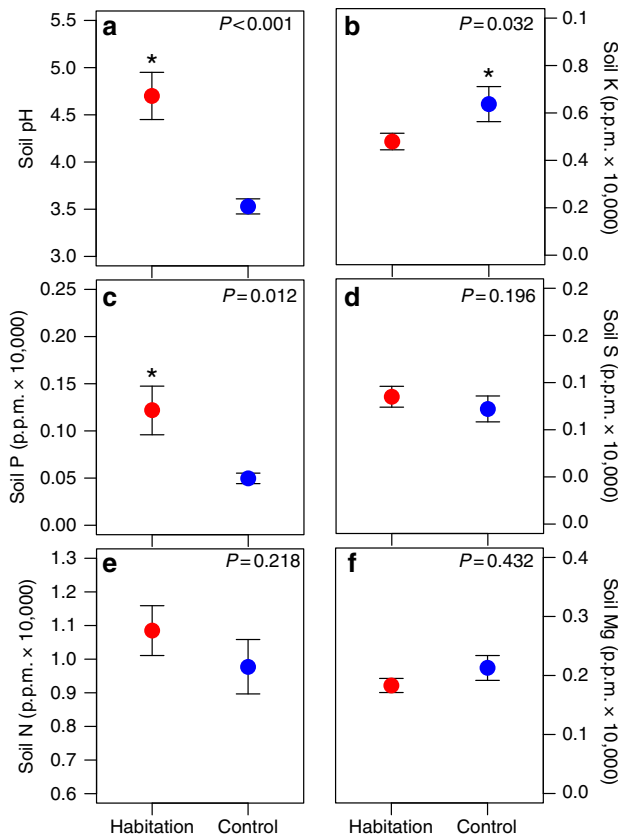 a
P<0.001
*
Soil pH
5.5
5.0
4.5
4.0
3.5
3.0
b
P=0.032
*
Soil K (p.p.m. × 10,000)
0.1
0.8
0.6
0.4
0.2
0.0
c
P=0.012
*
Soil P (p.p.m. × 10,000)
0.25
0.20
0.15
0.10
0.05
0.00
d
P=0.196
Soil S (p.p.m. × 10,000)
0.2
0.2
0.1
0.1
0.0
0.0
e
P=0.218
Soil N (p.p.m. × 10,000)
1.3
1.2
1.1
1.0
0.9
0.8
0.7
0.6
f
P=0.432
Soil Mg (p.p.m. × 10,000)
0.4
0.3
0.2
0.1
0.0
Habitation Control
Habitation Control